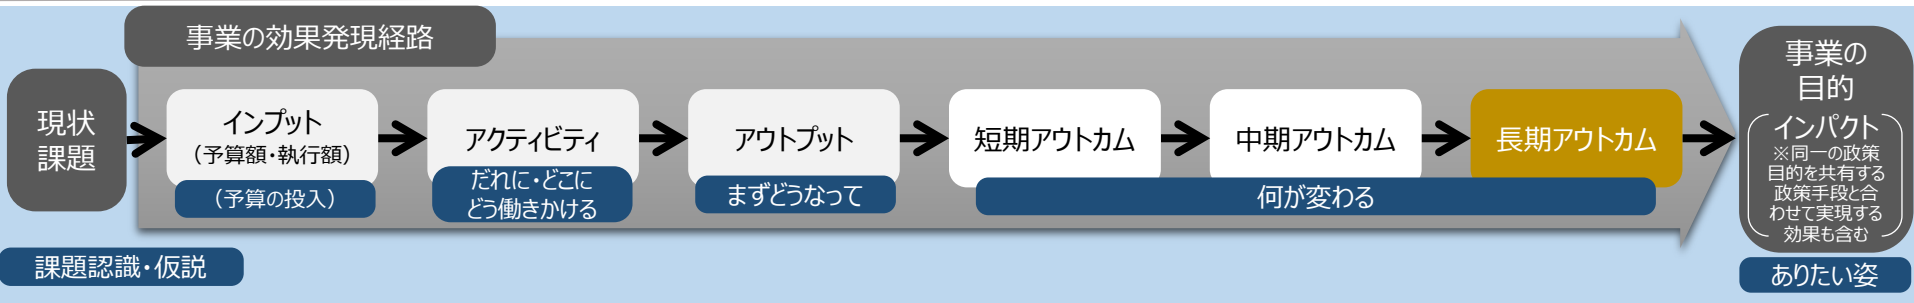 事業の効果発現経路
現状
課題
インプット
（予算額・執行額）
（予算の投入）
アクティビティ
だれに・どこに
どう働きかける
アウトプット
まずどうなって
短期アウトカム
中期アウトカム
長期アウトカム
何が変わる
事業の
目的
インパクト
※同一の政策
目的を共有する
政策手段と合
わせて実現する
効果も含む
課題認識・仮説
ありたい姿